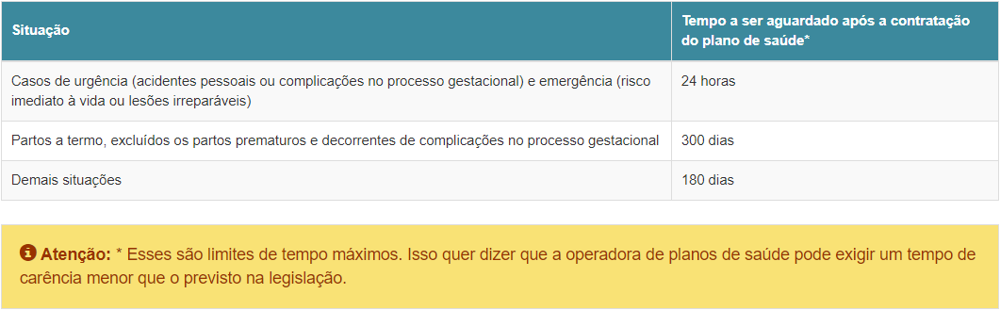 Situação
Tempo a ser aguardado após a contratação
do plano de saúde*
Casos de urgência (acidentes pessoais ou complicações no processo gestacional) e emergência (risco
imediato à vida ou lesões irreparáveis)
24 horas
Partos a termo, excluídos os partos prematuros e decorrentes de complicações no processo gestacional
300 dias
Demais situações
180 dias
Atenção: * Esses são limites de tempo máximos. Isso quer dizer que a operadora de planos de saúde pode exigir um tempo de
carência menor que o previsto na legislação.